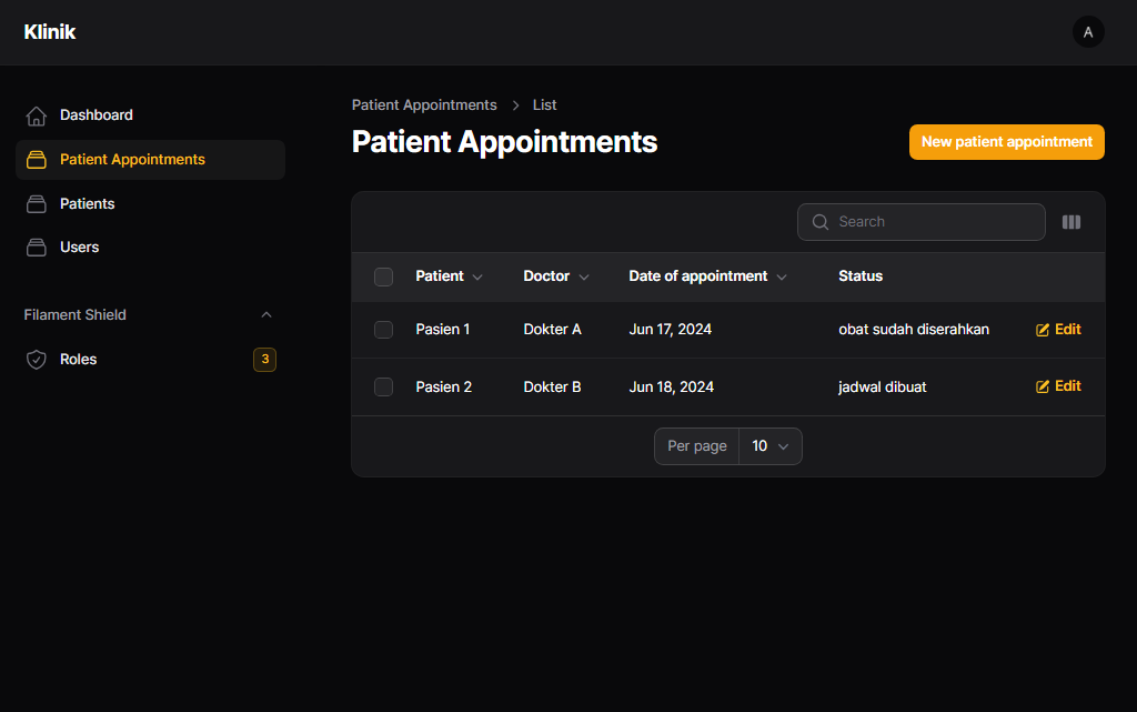 Klinik
A
Dashboard
Patient Appointments
Patients
Users
Filament Shield
Roles
3
Patient Appointments > List
Patient Appointments
New patient appointment
Search
Patient Doctor Date of appointment Status
Pasien 1 Dokter A Jun 17, 2024 obat sudah diserahkan Edit
Pasien 2 Dokter B Jun 18, 2024 jadwal dibuat Edit
Per page 10